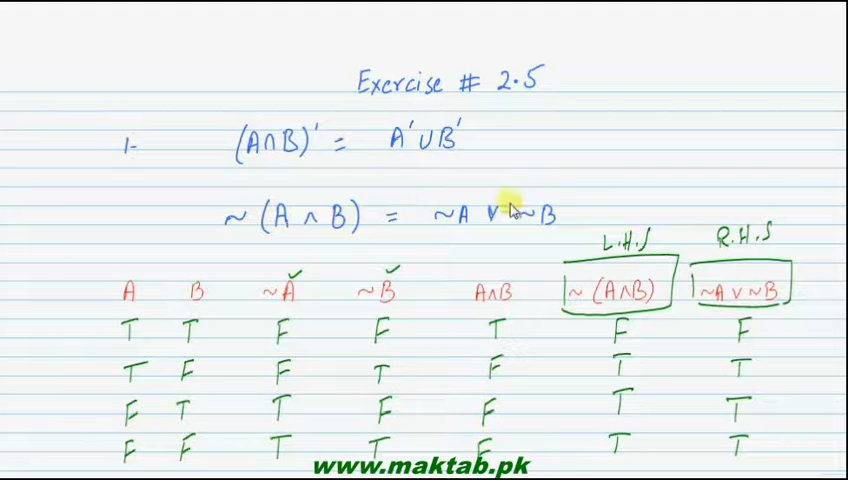 Exercise # 2.5
1- (A∩B)' = A' ∪ B'
~ (A ∧ B) = ~A ∨ ~B
L.H.S R.H.S
A B ~A ~B A∧B ~ (A∧B) ~A ∨ ~B
T T F F T F F
T F F T F T T
F T T F F T T
F F T T F T T
www.maktab.pk